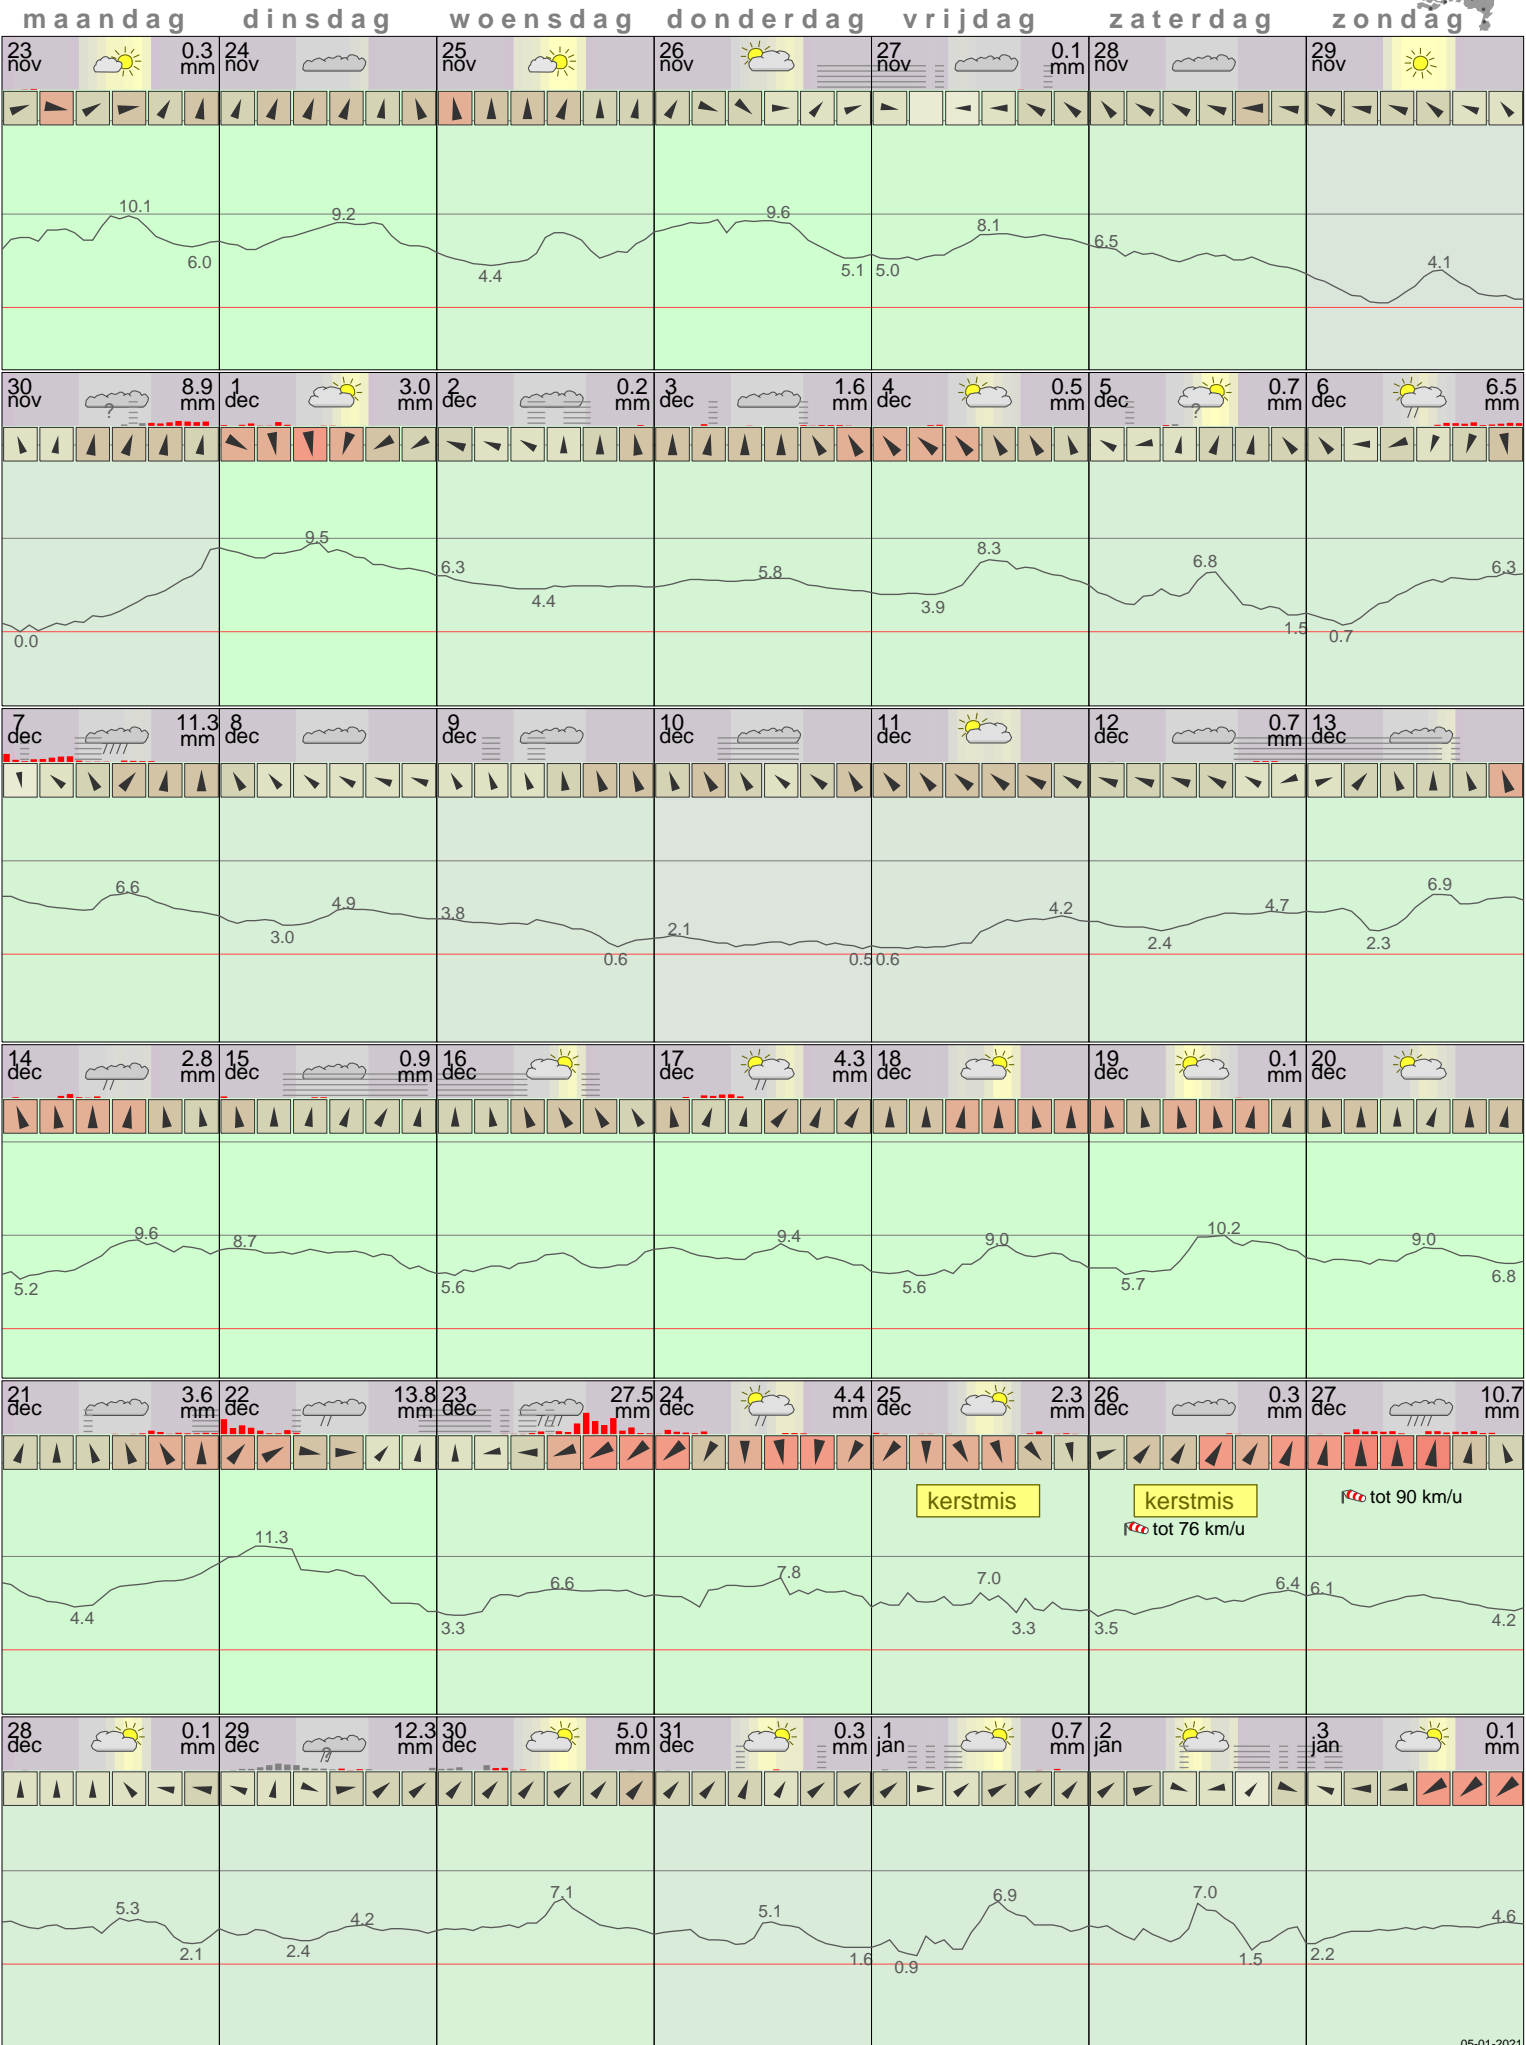 maandag dinsdag woensdag donderdag vrijdag zaterdag zondag
23 nov 0.3 mm 24 nov 25 nov 26 nov 27 nov 0.1 mm 28 nov 29 nov
10.1 6.0 9.2 4.4 9.6 5.1 5.0 8.1 6.5 4.1
30 nov ? 8.9 mm 1 dec 3.0 mm 2 dec 0.2 mm 3 dec 1.6 mm 4 dec 0.5 mm 5 dec ? 0.7 mm 6 dec 6.5 mm
0.0 9.5 6.3 4.4 5.8 3.9 8.3 6.8 1.5 0.7 6.3
7 dec 11.3 mm 8 dec 9 dec 10 dec 11 dec 12 dec 0.7 mm 13 dec
6.6 3.0 4.9 3.8 0.6 2.1 0.5 0.6 4.2 2.4 4.7 2.3 6.9
14 dec 2.8 mm 15 dec 0.9 mm 16 dec 17 dec 4.3 mm 18 dec 19 dec 0.1 mm 20 dec
5.2 9.6 8.7 5.6 9.4 5.6 9.0 5.7 10.2 9.0 6.8
21 dec 3.6 mm 22 dec 13.8 mm 23 dec 27.5 mm 24 dec 4.4 mm 25 dec 2.3 mm 26 dec 0.3 mm 27 dec 10.7 mm
kerstmis kerstmis tot 90 km/u
tot 76 km/u
4.4 11.3 3.3 6.6 7.8 7.0 3.3 3.5 6.4 6.1 4.2
28 dec 0.1 mm 29 dec ? 12.3 mm 30 dec 5.0 mm 31 dec 0.3 mm 1 jan 0.7 mm 2 jan 3 jan 0.1 mm
5.3 2.1 2.4 4.2 7.1 5.1 1.6 0.9 6.9 7.0 1.5 2.2 4.6
05-01-2021